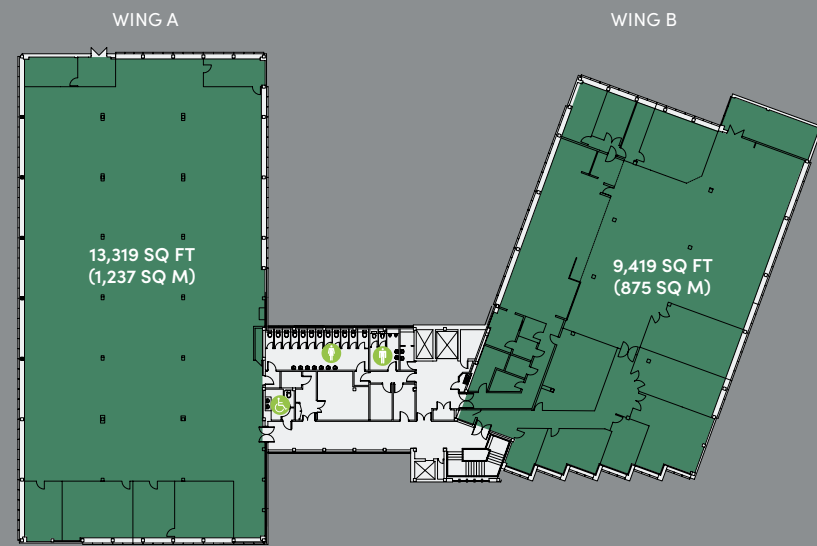 WING A
WING B
13,319 SQ FT
(1,237 SQ M)
9,419 SQ FT
(875 SQ M)